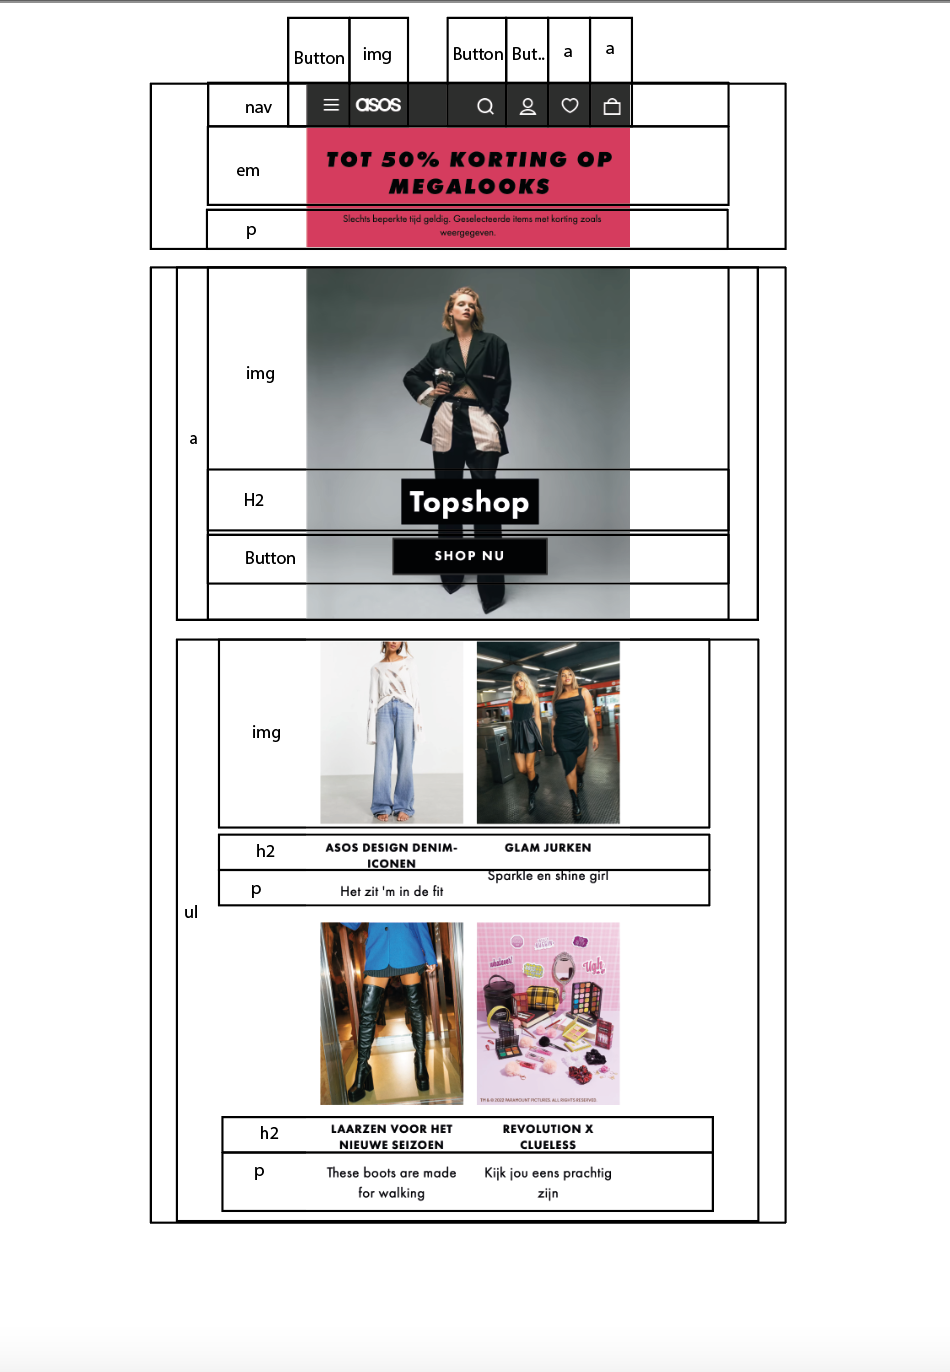 Button img Button But.. a a
nav
asos
em
TOT 50% KORTING OP
MEGALOOKS
p
Slechts beperkte tijd geldig. Geselecteerde items met korting zoals
weergegeven.
img
a
H2
Topshop
Button
SHOP NU
img
h2
ASOS DESIGN DENIM-
ICONEN
GLAM JURKEN
p
Het zit 'm in de fit
Sparkle en shine girl
ul
whatever!
Ugh
TM & © 2022 PARAMOUNT PICTURES. ALL RIGHTS RESERVED.
h2
LAARZEN VOOR HET
NIEUWE SEIZOEN
REVOLUTION X
CLUELESS
p
These boots are made
for walking
Kijk jou eens prachtig
zijn